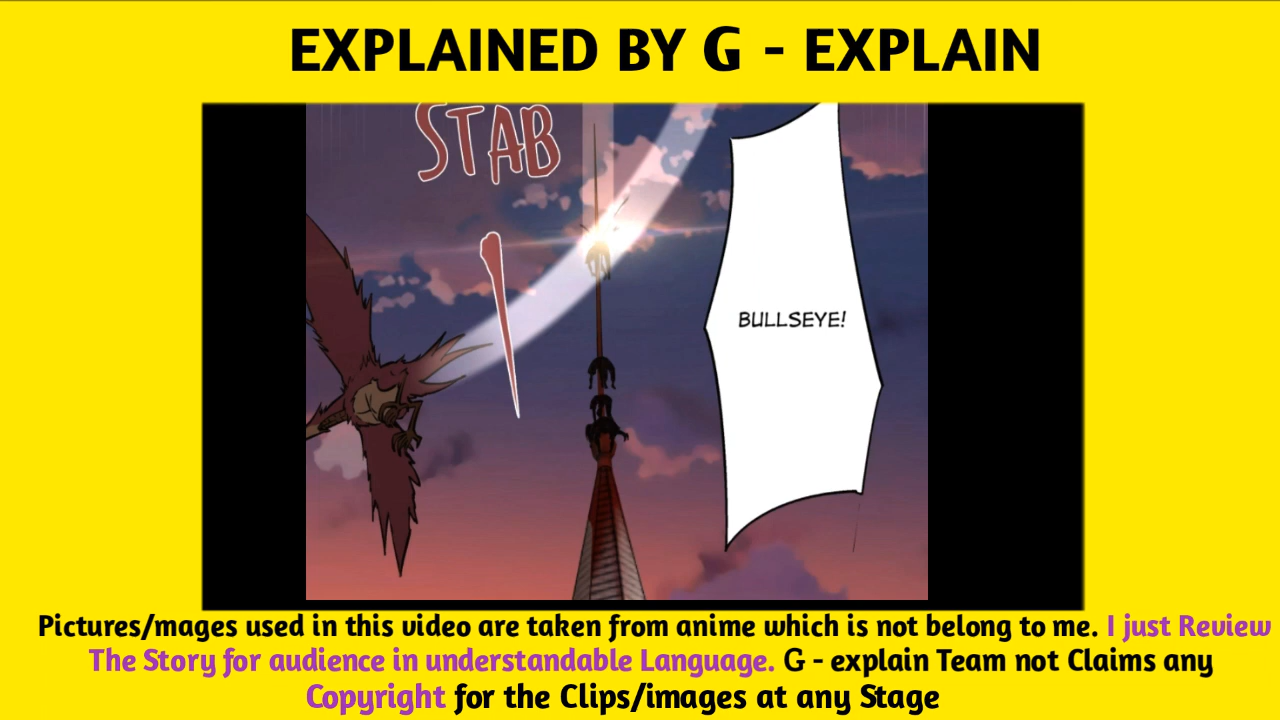 EXPLAINED BY G - EXPLAIN
STAB
BULLSEYE!
Pictures/mages used in this video are taken from anime which is not belong to me. I just Review
The Story for audience in understandable Language. G - explain Team not Claims any
Copyright for the Clips/images at any Stage